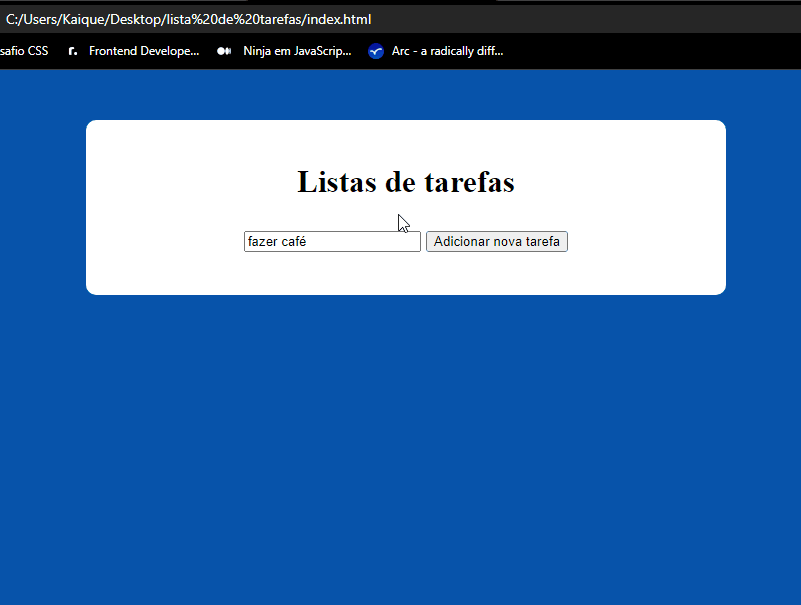 C:/Users/Kaique/Desktop/lista%20de%20tarefas/index.html
safio CSS r. Frontend Develope... Ninja em JavaScrip... Arc - a radically diff...
Listas de tarefas
fazer café Adicionar nova tarefa